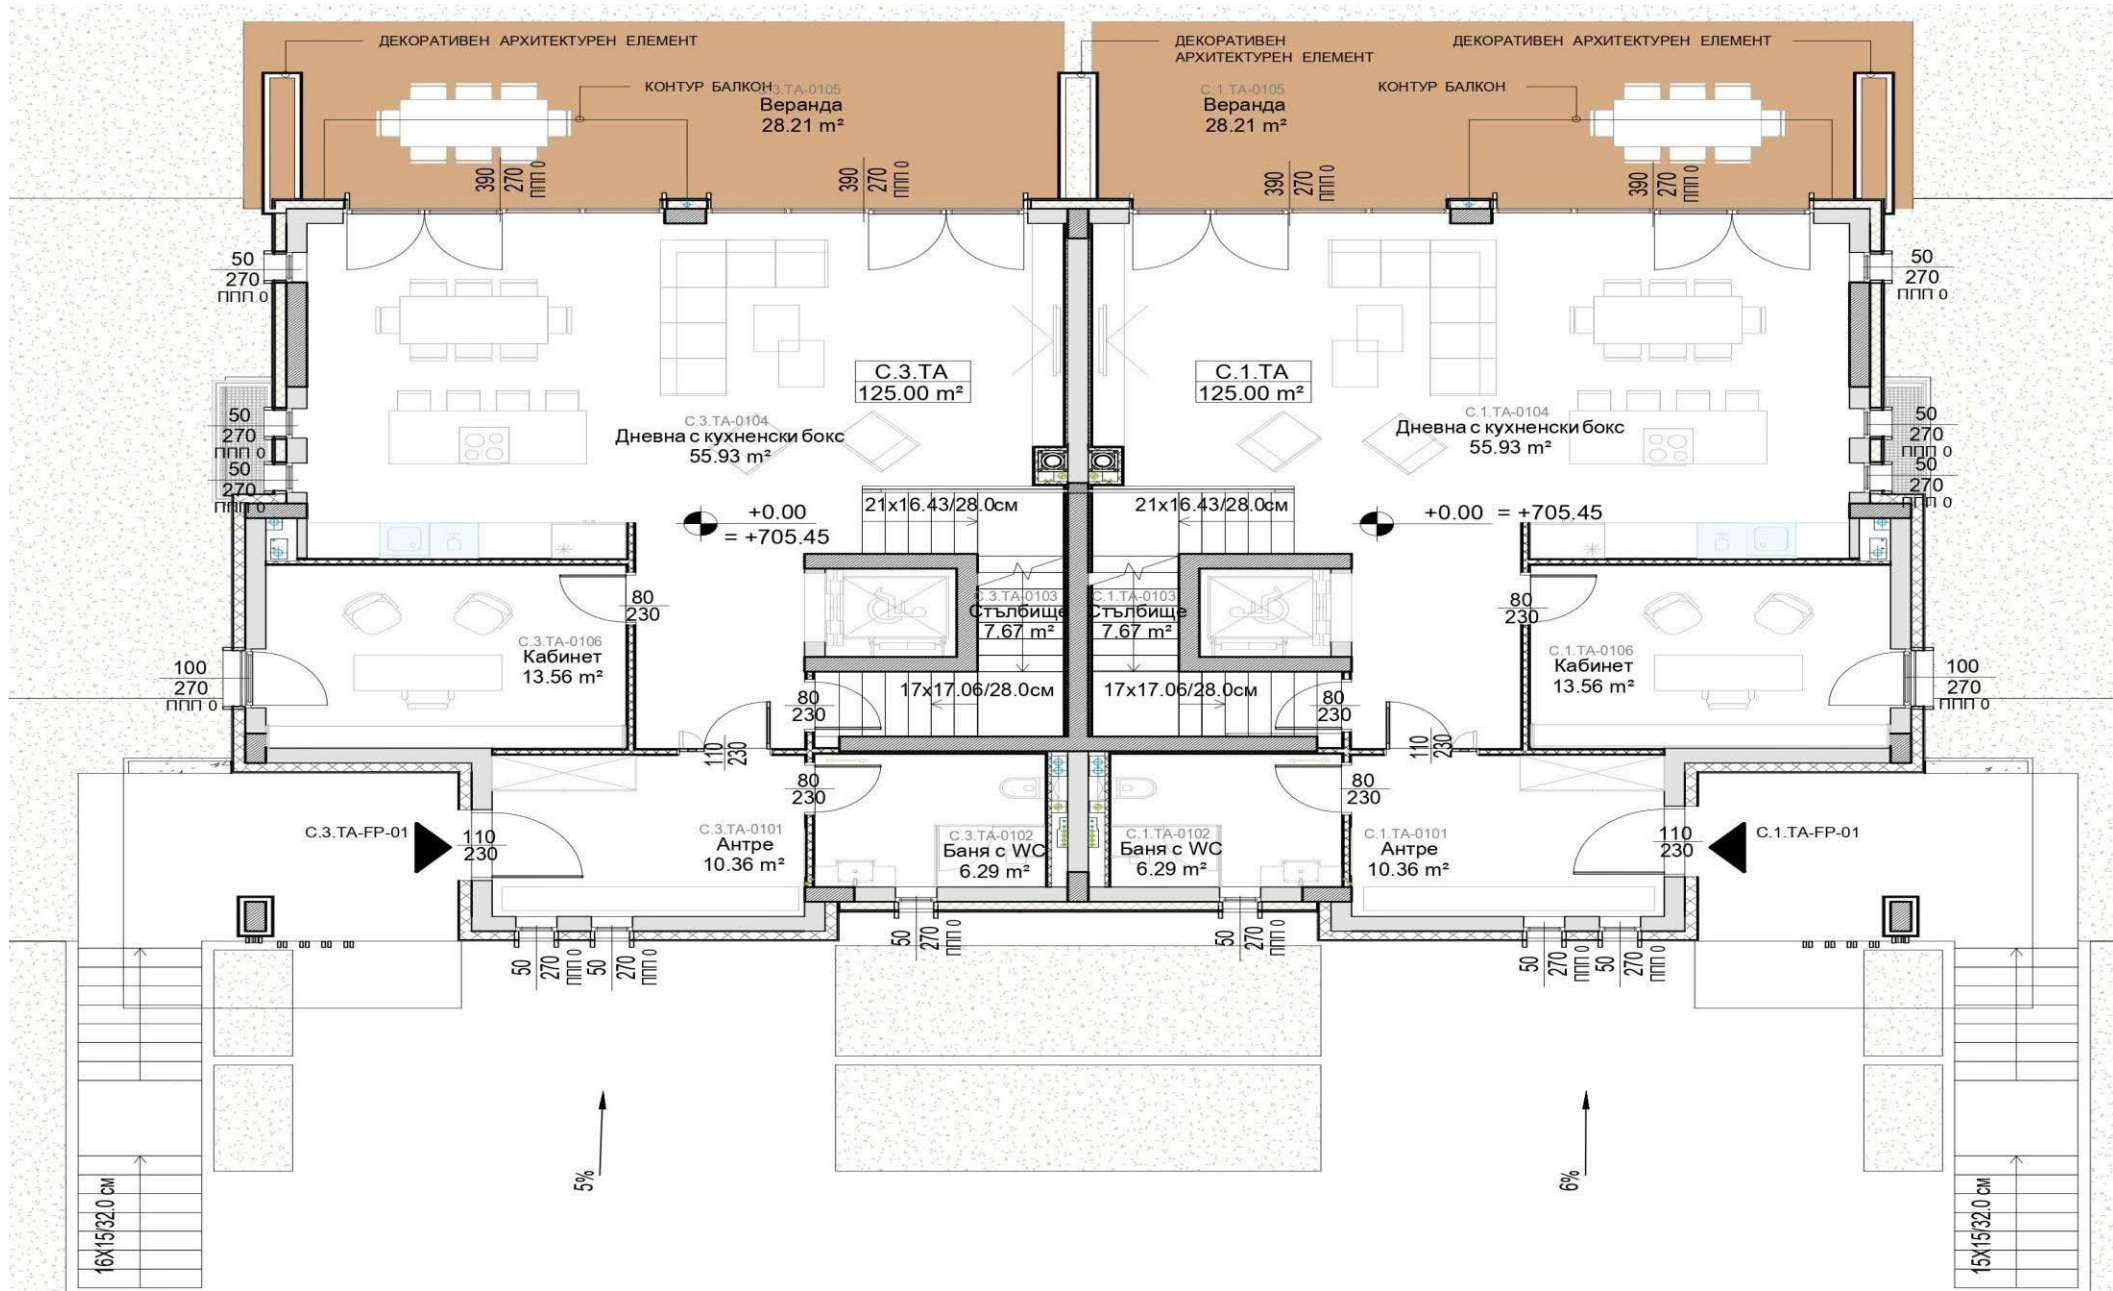 ДЕКОРАТИВЕН АРХИТЕКТУРЕН ЕЛЕМЕНТ
ДЕКОРАТИВЕН
АРХИТЕКТУРЕН ЕЛЕМЕНТ
ДЕКОРАТИВЕН АРХИТЕКТУРЕН ЕЛЕМЕНТ
КОНТУР БАЛКОН
C.3.TA-0105
Веранда
28.21 m²
C.1.TA-0105
Веранда
28.21 m²
КОНТУР БАЛКОН
390
270
ППП 0
390
270
ППП 0
390
270
ППП 0
390
270
ППП 0
50
270
ППП 0
50
270
ППП 0
C.3.TA
125.00 m²
C.1.TA
125.00 m²
50
270
ППП 0
50
270
ППП 0
C.3.TA-0104
Дневна с кухненски бокс
55.93 m²
C.1.TA-0104
Дневна с кухненски бокс
55.93 m²
50
270
ППП 0
50
270
ППП 0
+0.00
= +705.45
21x16.43/28.0см
21x16.43/28.0см
+0.00 = +705.45
80
230
C.3.TA-0103
Стълбище
7.67 m²
C.1.TA-0103
Стълбище
7.67 m²
80
230
C.3.TA-0106
Кабинет
13.56 m²
C.1.TA-0106
Кабинет
13.56 m²
100
270
ППП 0
80
230
17x17.06/28.0см
17x17.06/28.0см
80
230
100
270
ППП 0
110
230
110
230
80
230
80
230
C.3.TA-FP-01
110
230
C.3.TA-0101
Антре
10.36 m²
C.3.TA-0102
Баня с WC
6.29 m²
C.1.TA-0102
Баня с WC
6.29 m²
C.1.TA-0101
Антре
10.36 m²
110
230
C.1.TA-FP-01
50
270
ППП 0
50
270
ППП 0
50
270
ППП 0
50
270
ППП 0
50
270
ППП 0
50
270
ППП 0
5%
6%
16X15/32.0 см
15X15/32.0 см